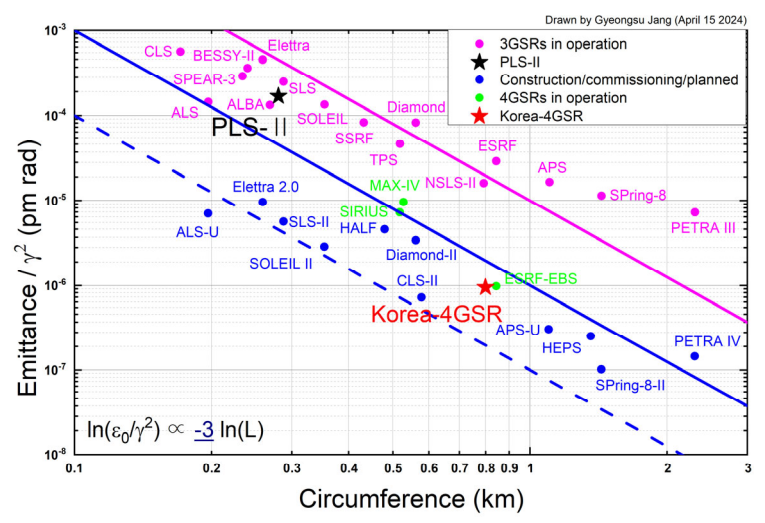 Drawn by Gyeongsu Jang (April 15 2024)
3GSRs in operation
PLS-II
Construction/commissioning/planned
4GSRs in operation
Korea-4GSR
Emittance / γ² (pm rad)
10⁻³
10⁻⁴
10⁻⁵
10⁻⁶
10⁻⁷
10⁻⁸
CLS
BESSY-II
Elettra
SPEAR-3
SLS
ALS
ALBA
SOLEIL
Diamond
PLS-Ⅱ
SSRF
TPS
ESRF
NSLS-II
APS
SPring-8
PETRA III
MAX-IV
SIRIUS
Elettra 2.0
ALS-U
SLS-II
HALF
SOLEIL II
Diamond-II
CLS-II
ESRF-EBS
Korea-4GSR
APS-U
HEPS
PETRA IV
SPring-8-II
ln(ε₀/γ²) ∝ -3 ln(L)
0.1 0.2 0.3 0.4 0.5 0.6 0.7 0.8 0.9 1 2 3
Circumference (km)